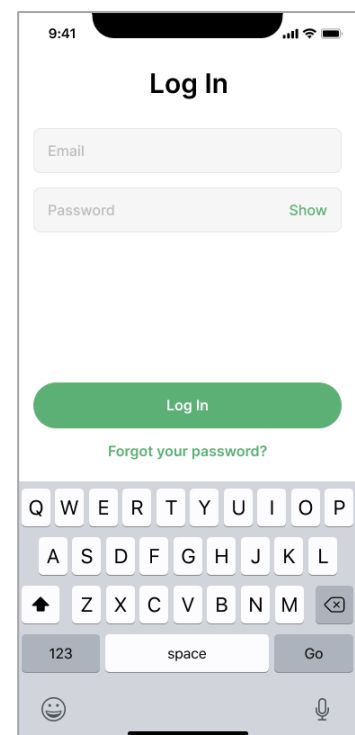 9:41
Log In
Email
Password Show
Log In
Forgot your password?
Q W E R T Y U I O P
A S D F G H J K L
Z X C V B N M
123 space Go